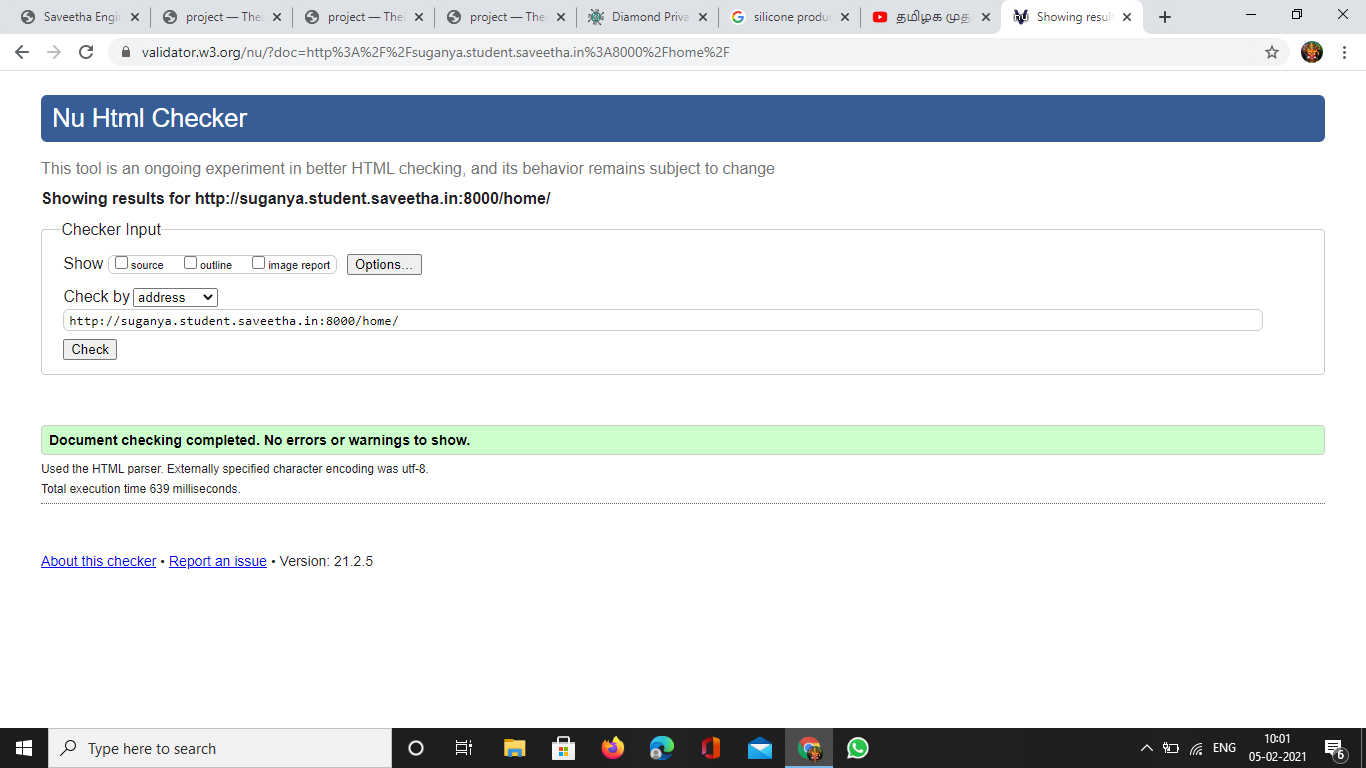 Saveetha Engin
project — Thei
project — Thei
project — Thei
Diamond Priva
silicone produc
தமிழக முத
Showing result
validator.w3.org/nu/?doc=http%3A%2F%2Fsuganya.student.saveetha.in%3A8000%2Fhome%2F
Nu Html Checker
This tool is an ongoing experiment in better HTML checking, and its behavior remains subject to change
Showing results for http://suganya.student.saveetha.in:8000/home/
Checker Input
Show source outline image report Options...
Check by address
http://suganya.student.saveetha.in:8000/home/
Check
Document checking completed. No errors or warnings to show.
Used the HTML parser. Externally specified character encoding was utf-8.
Total execution time 639 milliseconds.
About this checker • Report an issue • Version: 21.2.5
Type here to search
ENG
10:01
05-02-2021
6